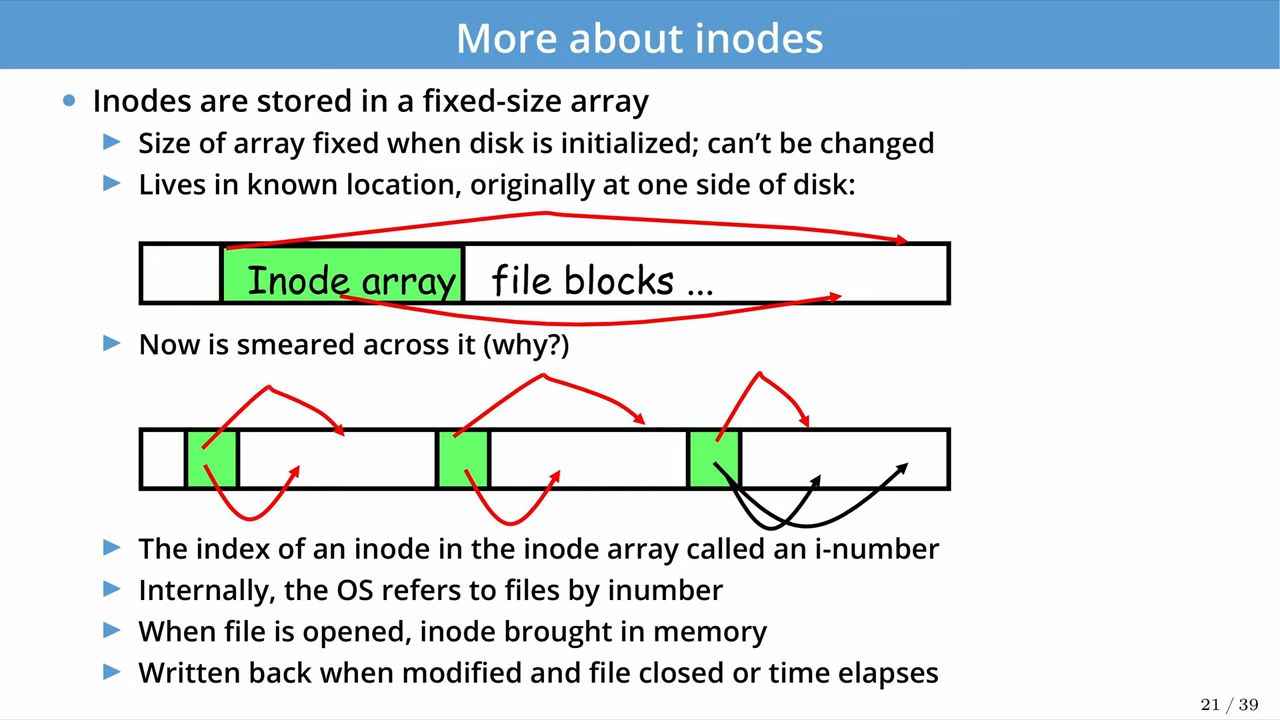 More about inodes
• Inodes are stored in a fixed-size array
▶ Size of array fixed when disk is initialized; can’t be changed
▶ Lives in known location, originally at one side of disk:
Inode array file blocks ...
▶ Now is smeared across it (why?)
▶ The index of an inode in the inode array called an i-number
▶ Internally, the OS refers to files by inumber
▶ When file is opened, inode brought in memory
▶ Written back when modified and file closed or time elapses
21 / 39